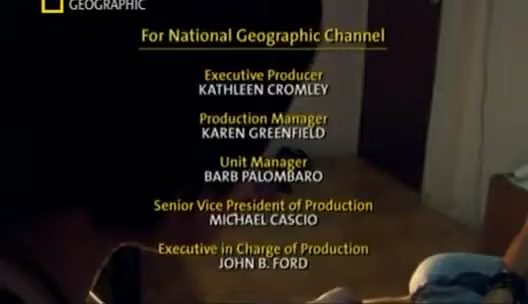 GEOGRAPHIC
For National Geographic Channel
Executive Producer
KATHLEEN CROMLEY
Production Manager
KAREN GREENFIELD
Unit Manager
BARB PALOMBARO
Senior Vice President of Production
MICHAEL CASCIO
Executive in Charge of Production
JOHN B. FORD